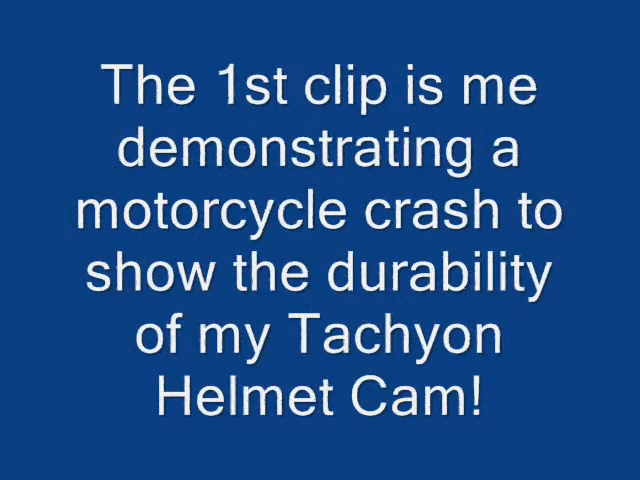 The 1st clip is me
demonstrating a
motorcycle crash to
show the durability
of my Tachyon
Helmet Cam!